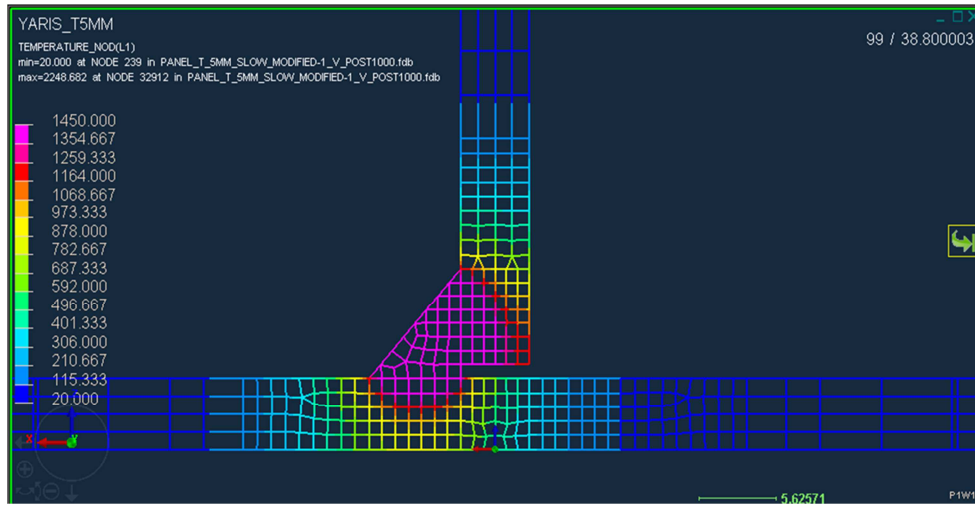 YARIS_T5MM
99 / 38.800003
TEMPERATURE_NOD(L1)
min=20.000 at NODE 239 in PANEL_T_5MM_SLOW_MODIFIED-1_V_POST1000.fdb
max=2248.682 at NODE 32912 in PANEL_T_5MM_SLOW_MODIFIED-1_V_POST1000.fdb
1450.000
1354.667
1259.333
1164.000
1068.667
973.333
878.000
782.667
687.333
592.000
496.667
401.333
306.000
210.667
115.333
20.000
X
Y
5.62571
P1W1